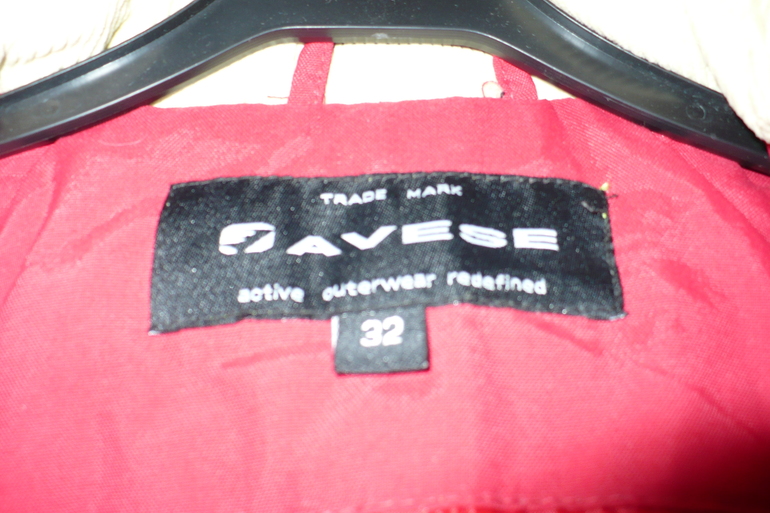 TRADE MARK
AVESE
active outerwear redefined
32